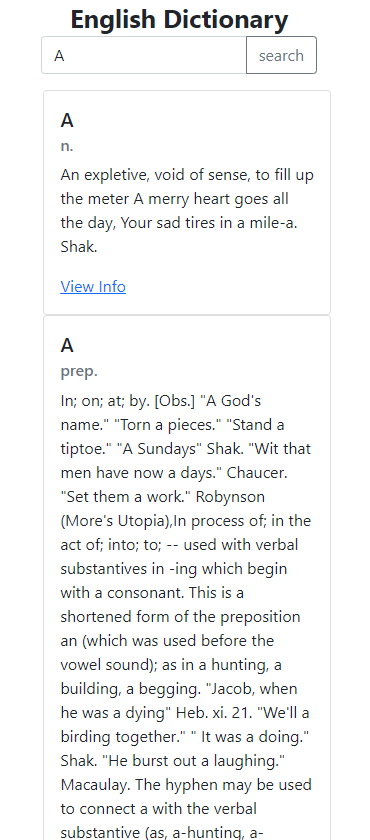 English Dictionary
A
search
A
n.
An expletive, void of sense, to fill up
the meter A merry heart goes all
the day, Your sad tires in a mile-a.
Shak.
View Info
A
prep.
In; on; at; by. [Obs.] "A God's
name." "Torn a pieces." "Stand a
tiptoe." "A Sundays" Shak. "Wit that
men have now a days." Chaucer.
"Set them a work." Robynson
(More's Utopia),In process of; in the
act of; into; to; -- used with verbal
substantives in -ing which begin
with a consonant. This is a
shortened form of the preposition
an (which was used before the
vowel sound); as in a hunting, a
building, a begging. "Jacob, when
he was a dying" Heb. xi. 21. "We'll a
birding together." " It was a doing."
Shak. "He burst out a laughing."
Macaulay. The hyphen may be used
to connect a with the verbal
substantive (as, a-hunting, a-